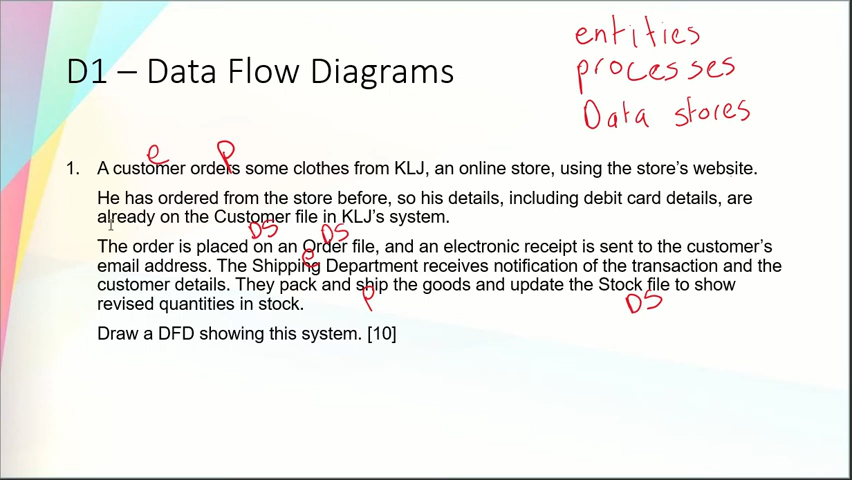 entities
processes
Data stores
D1 – Data Flow Diagrams
e p
1. A customer orders some clothes from KLJ, an online store, using the store's website.
He has ordered from the store before, so his details, including debit card details, are
already on the Customer file in KLJ's system.
DS DS
The order is placed on an Order file, and an electronic receipt is sent to the customer's
e
email address. The Shipping Department receives notification of the transaction and the
customer details. They pack and ship the goods and update the Stock file to show
p DS
revised quantities in stock.
Draw a DFD showing this system. [10]